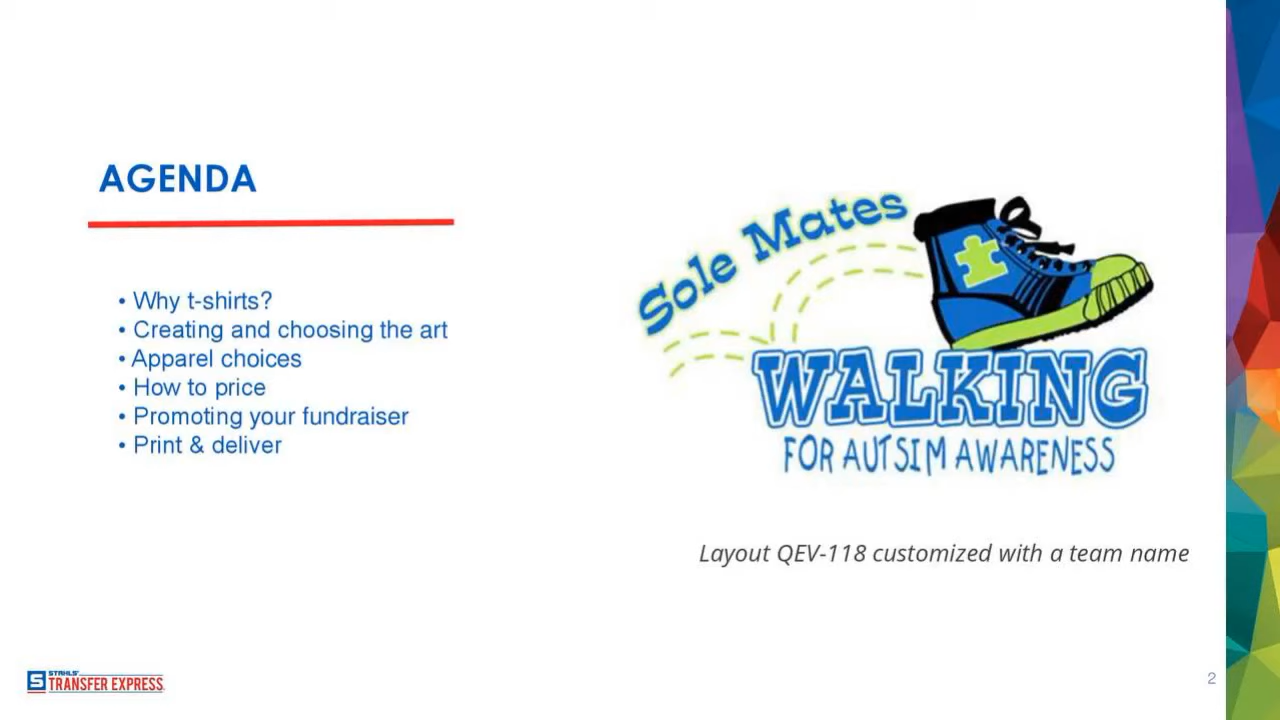 AGENDA
• Why t-shirts?
• Creating and choosing the art
• Apparel choices
• How to price
• Promoting your fundraiser
• Print & deliver
Sole Mates
WALKING
FOR AUTSIM AWARENESS
Layout QEV-118 customized with a team name
S STAHLS'
TRANSFER EXPRESS
2